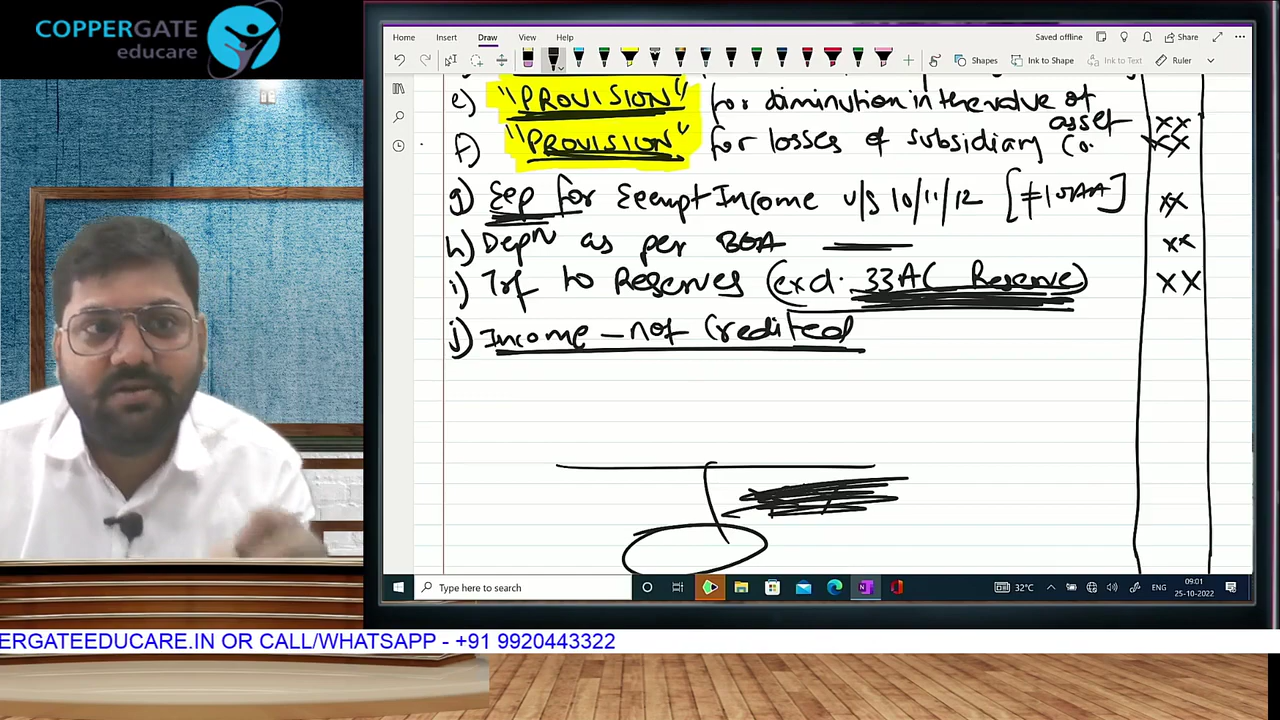 COPPERGATE
educare
Home Insert Draw View Help
Saved offline
Share
Shapes
Ink to Shape
Ink to Text
Ruler
e) "PROVISION" for diminution in the value of asset xx
f) "PROVISION" for losses of subsidiary Co. xx
g) Exp for Exempt Income u/s 10/11/12 [≠10AA] xx
h) Depn as per BOA xx
i) Trf to Reserves (excl. 33AC Reserve) xx
j) Income - not Credited
Type here to search
32°C
ENG
09:01
25-10-2022
ERGATEEDUCARE.IN OR CALL/WHATSAPP - +91 9920443322